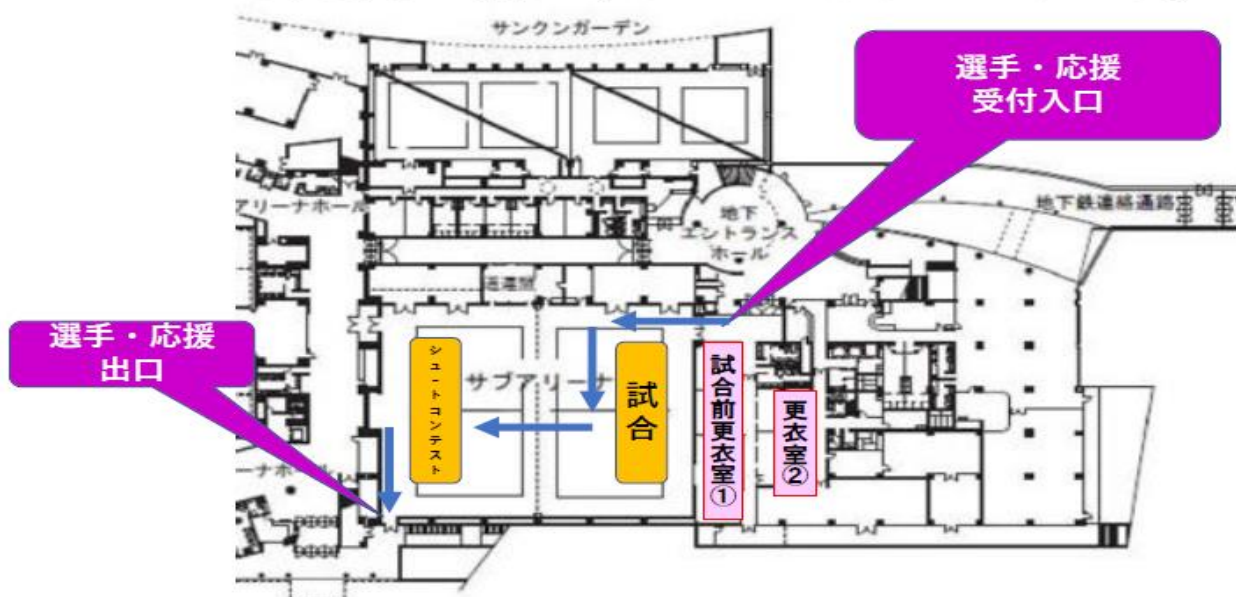 サンクンガーデン
選手・応援
受付入口
アリーナホール
地下
エントランス
ホール
地下鉄連絡通路
選手・応援
出口
シュートコンテスト
サブアリーナ
試合
試合前更衣室①
更衣室②
ーナホール